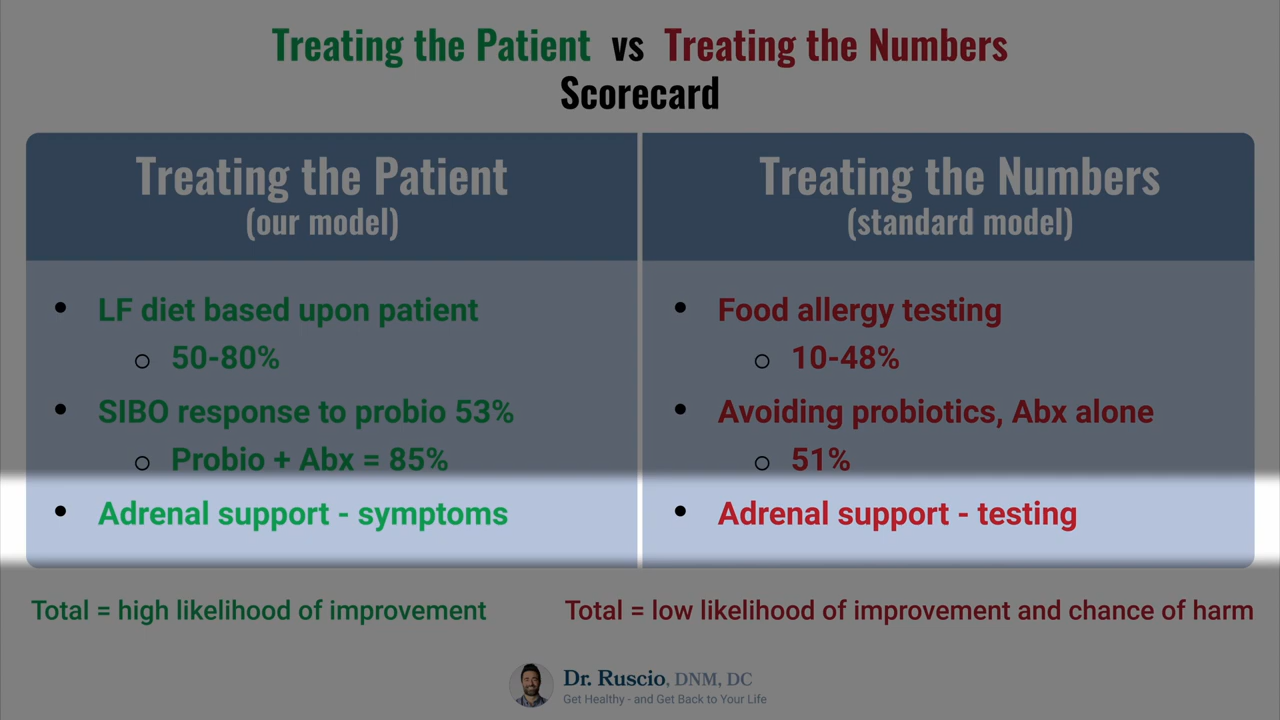 Treating the Patient vs Treating the Numbers
Scorecard
Treating the Patient
(our model)
• LF diet based upon patient
○ 50-80%
• SIBO response to probio 53%
○ Probio + Abx = 85%
• Adrenal support - symptoms
Treating the Numbers
(standard model)
• Food allergy testing
○ 10-48%
• Avoiding probiotics, Abx alone
○ 51%
• Adrenal support - testing
Total = high likelihood of improvement
Total = low likelihood of improvement and chance of harm
Dr. Ruscio, DNM, DC
Get Healthy - and Get Back to Your Life